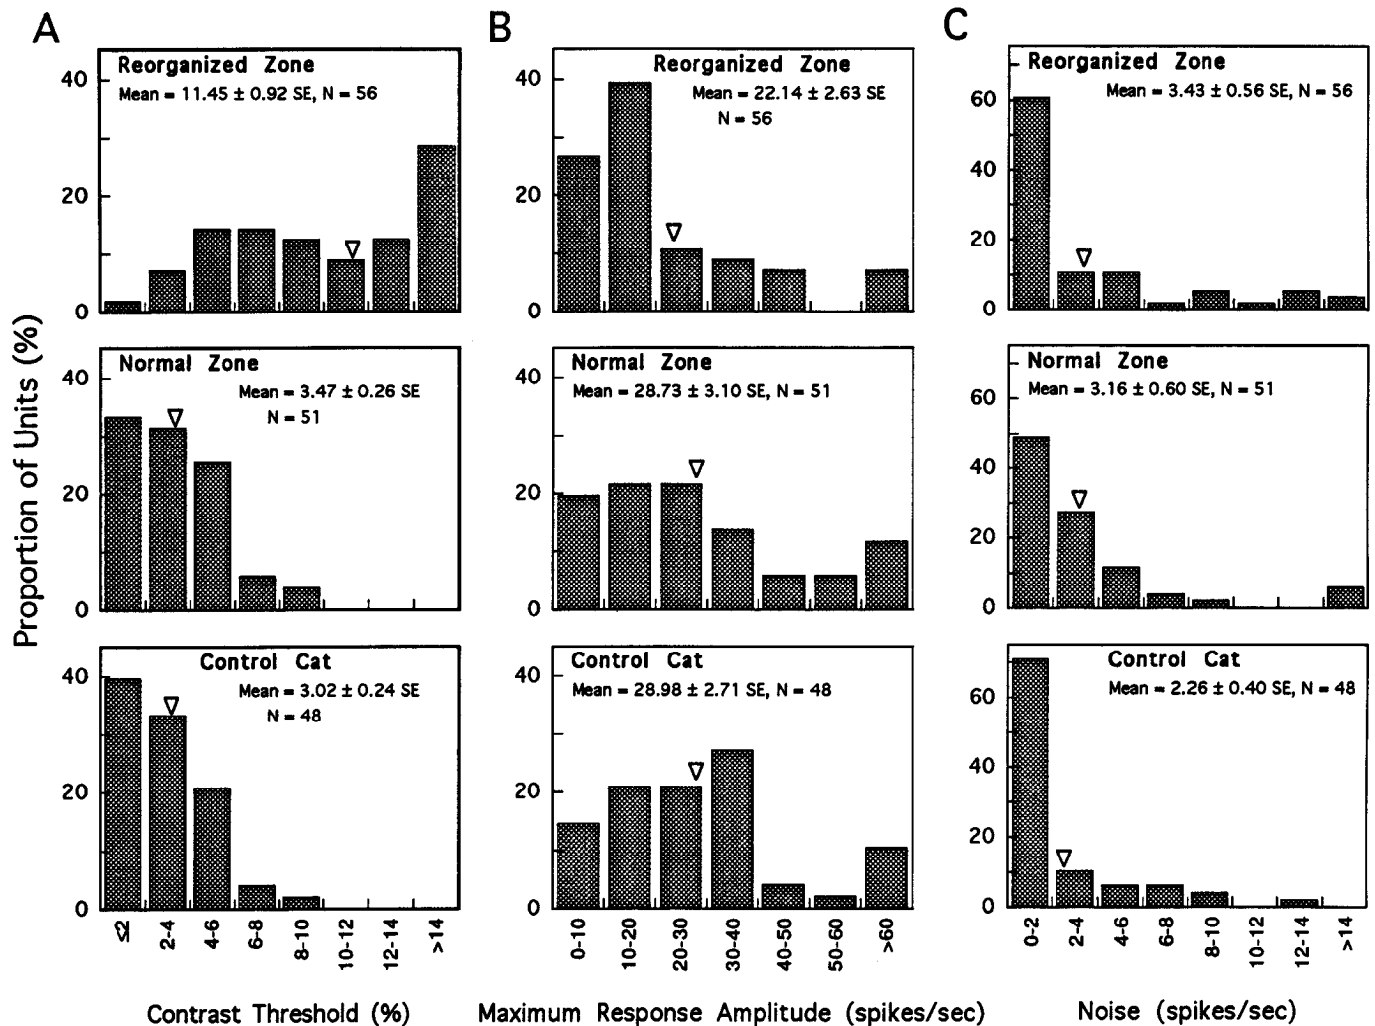 A
B
C
Proportion of Units (%)
Reorganized Zone
Mean = 11.45 ± 0.92 SE, N = 56
40
20
0
Normal Zone
Mean = 3.47 ± 0.26 SE
N = 51
40
20
0
Control Cat
Mean = 3.02 ± 0.24 SE
N = 48
40
20
0
≤2
2-4
4-6
6-8
8-10
10-12
12-14
>14
Contrast Threshold (%)
Reorganized Zone
Mean = 22.14 ± 2.63 SE
N = 56
40
20
0
Normal Zone
Mean = 28.73 ± 3.10 SE, N = 51
40
20
0
Control Cat
Mean = 28.98 ± 2.71 SE, N = 48
40
20
0
0-10
10-20
20-30
30-40
40-50
50-60
>60
Maximum Response Amplitude (spikes/sec)
Reorganized Zone
Mean = 3.43 ± 0.56 SE, N = 56
60
40
20
0
Normal Zone
Mean = 3.16 ± 0.60 SE, N = 51
60
40
20
0
Control Cat
Mean = 2.26 ± 0.40 SE, N = 48
60
40
20
0
0-2
2-4
4-6
6-8
8-10
10-12
12-14
>14
Noise (spikes/sec)